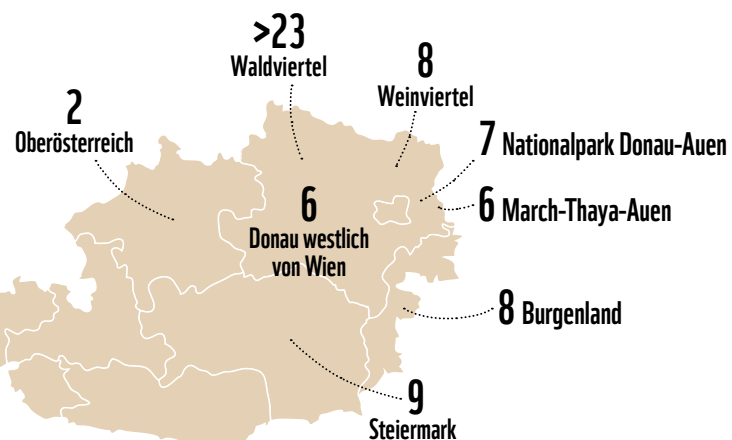 >23
Waldviertel
8
Weinviertel
2
Oberösterreich
7 Nationalpark Donau-Auen
6
Donau westlich
von Wien
6 March-Thaya-Auen
8 Burgenland
9
Steiermark